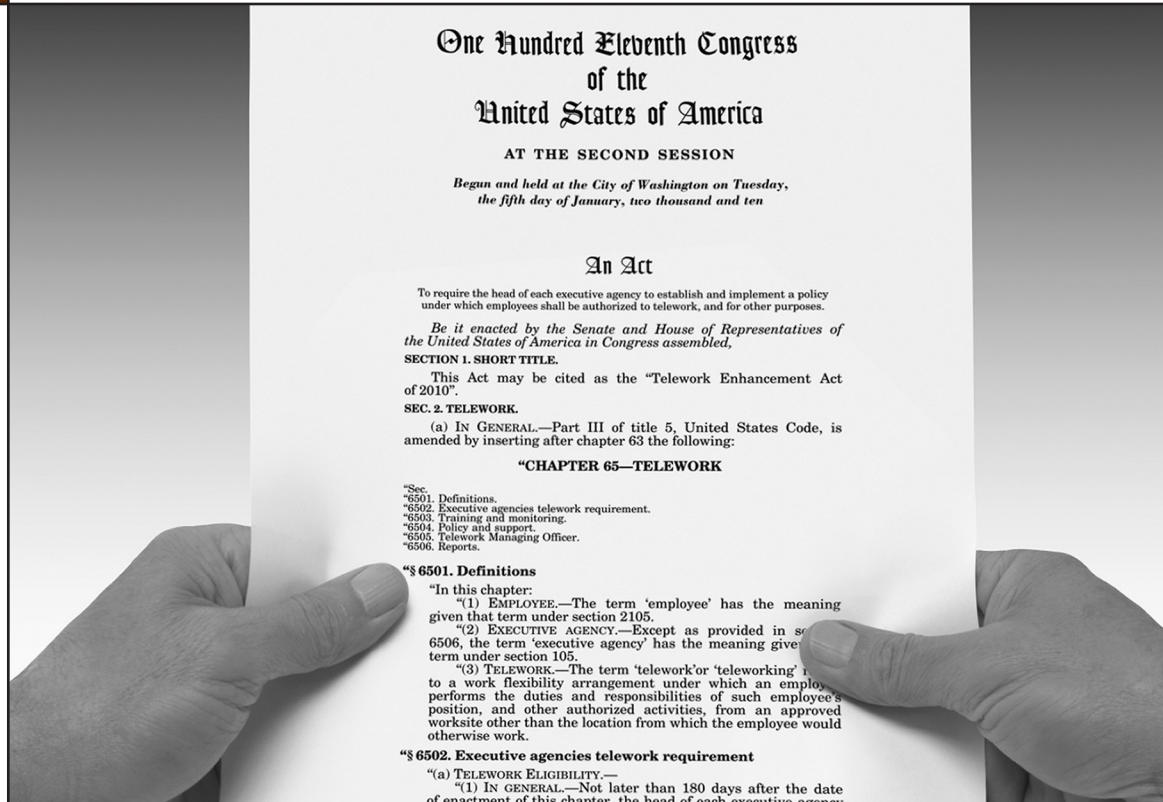 One Hundred Eleventh Congress
of the
United States of America
AT THE SECOND SESSION
Begun and held at the City of Washington on Tuesday,
the fifth day of January, two thousand and ten
An Act
To require the head of each executive agency to establish and implement a policy
under which employees shall be authorized to telework, and for other purposes.
Be it enacted by the Senate and House of Representatives of
the United States of America in Congress assembled,
SECTION 1. SHORT TITLE.
This Act may be cited as the “Telework Enhancement Act
of 2010”.
SEC. 2. TELEWORK.
(a) IN GENERAL.—Part III of title 5, United States Code, is
amended by inserting after chapter 63 the following:
“CHAPTER 65—TELEWORK
“Sec.
“6501. Definitions.
“6502. Executive agencies telework requirement.
“6503. Training and monitoring.
“6504. Policy and support.
“6505. Telework Managing Officer.
“6506. Reports.
“§ 6501. Definitions
“In this chapter:
“(1) EMPLOYEE.—The term ‘employee’ has the meaning
given that term under section 2105.
“(2) EXECUTIVE AGENCY.—Except as provided in
6506, the term ‘executive agency’ has the meaning
term under section 105.
“(3) TELEWORK.—The term ‘telework’or ‘teleworking’
to a work flexibility arrangement under which an
performs the duties and responsibilities of such employee’s
position, and other authorized activities, from an approved
worksite other than the location from which the employee would
otherwise work.
“§ 6502. Executive agencies telework requirement
“(a) TELEWORK ELIGIBILITY.—
“(1) IN GENERAL.—Not later than 180 days after the date
of enactment of this chapter, the head of each executive agency